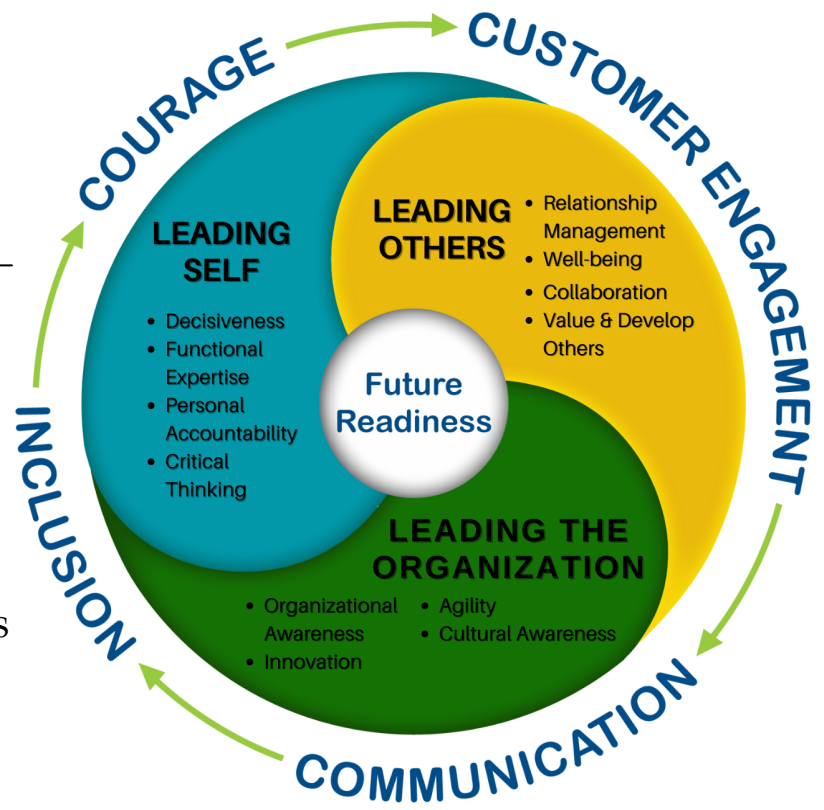 COURAGE
CUSTOMER ENGAGEMENT
COMMUNICATION
INCLUSION
LEADING
SELF
• Decisiveness
• Functional
Expertise
• Personal
Accountability
• Critical
Thinking
LEADING
OTHERS
• Relationship
Management
• Well-being
• Collaboration
• Value & Develop
Others
Future
Readiness
LEADING THE
ORGANIZATION
• Organizational
Awareness
• Innovation
• Agility
• Cultural Awareness
s